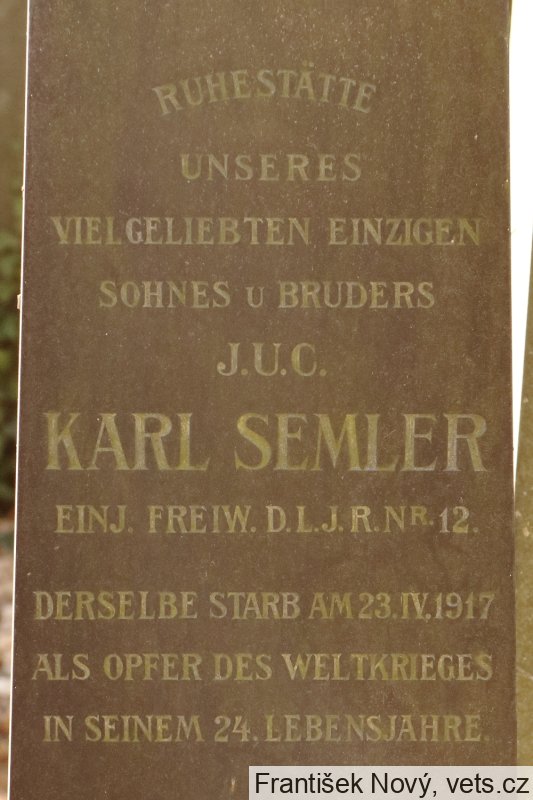 RUHESTÄTTE
UNSERES
VIELGELIEBTEN EINZIGEN
SOHNES U BRUDERS
J.U.C.
KARL SEMLER
EINJ. FREIW. D.L.J.R.NR. 12.
DERSELBE STARB AM 23.IV.1917
ALS OPFER DES WELTKRIEGES
IN SEINEM 24. LEBENSJAHRE.
František Nový, vets.cz